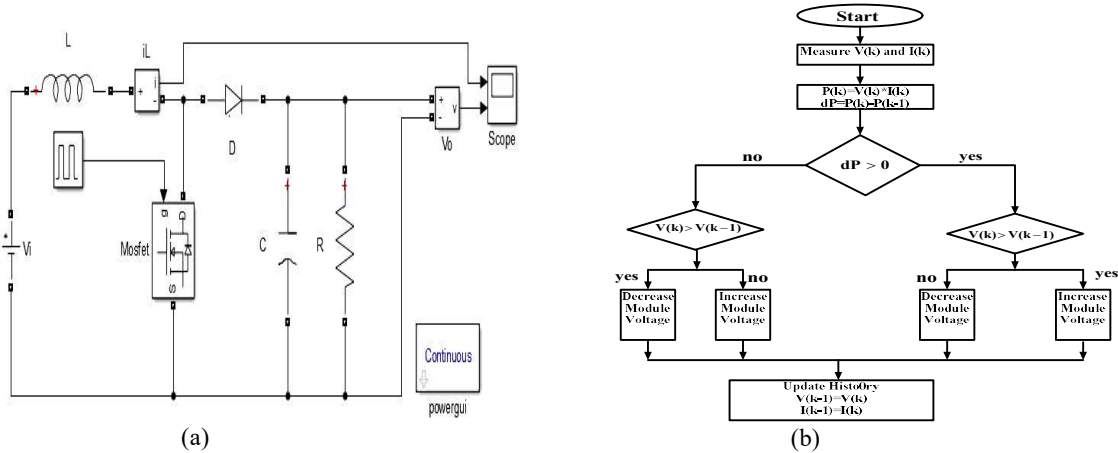 L
iL
+
i
-
D
+
-
v
Vo
Scope
+
Vi
Mosfet
g
D
S
+
C
+
R
Continuous
powergui
(a)
Start
Measure V(k) and I(k)
P(k)=V(k)*I(k)
dP=P(k)-P(k-1)
dP > 0
no
yes
V(k)> V(k−1)
V(k)> V(k−1)
yes
no
no
yes
Decrease
Module
Voltage
Increase
Module
Voltage
Decrease
Module
Voltage
Increase
Module
Voltage
Update Histo0ry
V(k-1)=V(k)
I(k-1)=I(k)
(b)